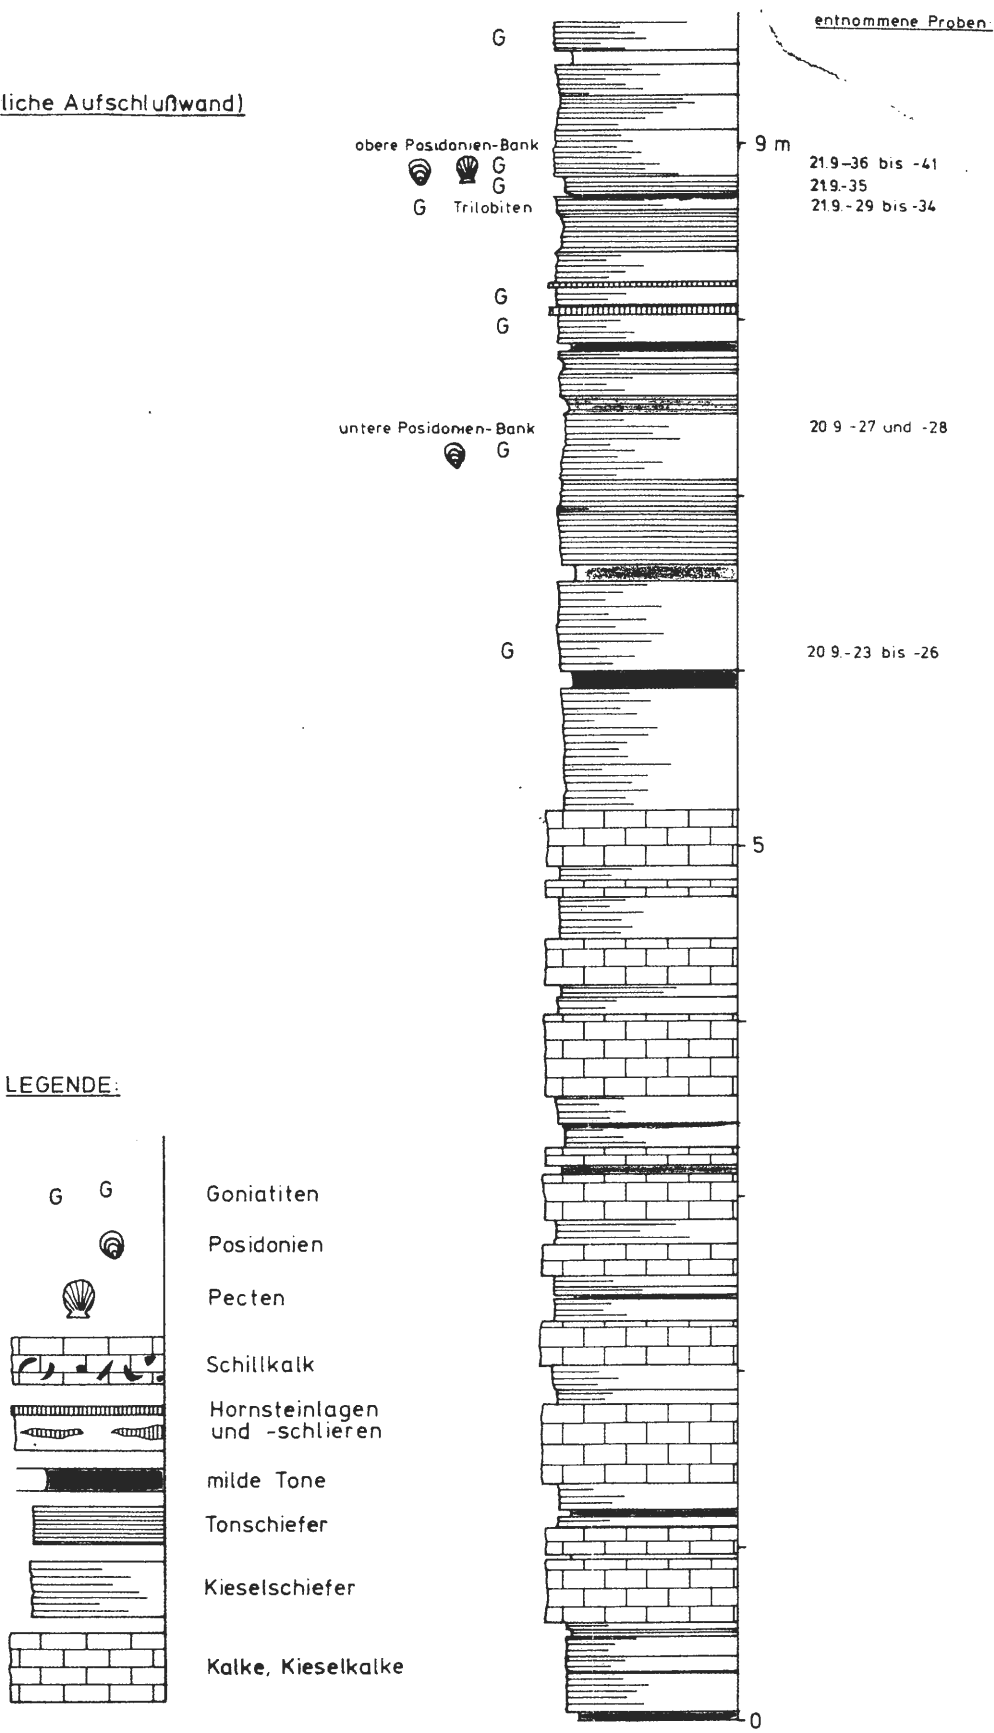 entnommene Proben:
G
liche Aufschlußwand)
obere Posidonien-Bank
9 m
G
21.9-36 bis -41
G
21.9.-35
G Trilobiten
21.9.-29 bis -34
G
G
untere Posidonien-Bank
20 9 -27 und -28
G
G
20 9.-23 bis -26
5
LEGENDE:
G G
Goniatiten
Posidonien
Pecten
Schillkalk
Hornsteinlagen
und -schlieren
milde Tone
Tonschiefer
Kieselschiefer
Kalke, Kieselkalke
0